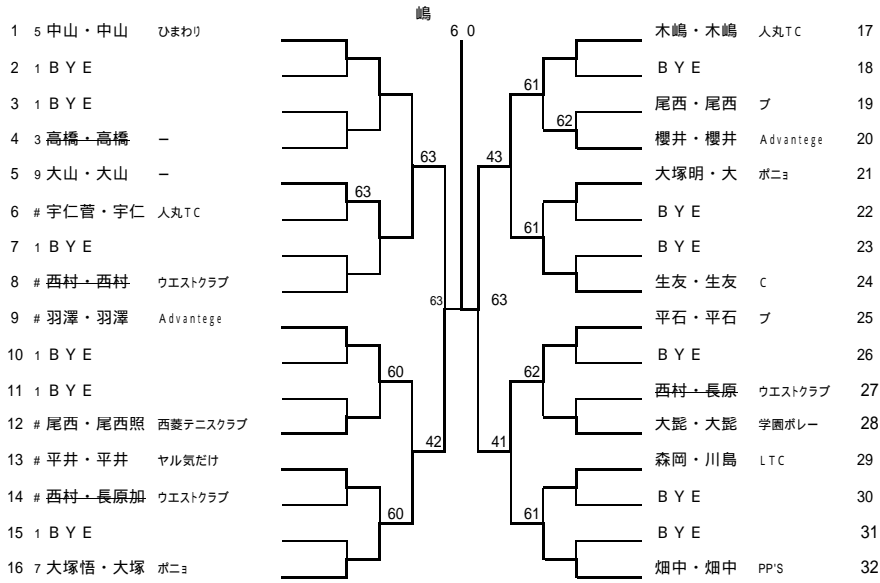 嶋
6 0
1 5 中山・中山 ひまわり
2 1 ＢＹＥ
3 1 ＢＹＥ
4 3 高橋・高橋 ー
5 9 大山・大山 ー
6 # 宇仁菅・宇仁 人丸TC
7 1 ＢＹＥ
8 # 西村・西村 ウエストクラブ
9 # 羽澤・羽澤 Advantege
10 1 ＢＹＥ
11 1 ＢＹＥ
12 # 尾西・尾西照 西菱テニスクラブ
13 # 平井・平井 ヤル気だけ
14 # 西村・長原加 ウエストクラブ
15 1 ＢＹＥ
16 7 大塚悟・大塚 ポニョ
63
63
60
60
42
63
63
43
41
61
62
61
62
61
木嶋・木嶋 人丸TC 17
ＢＹＥ 18
尾西・尾西 プ 19
櫻井・櫻井 Advantege 20
大塚明・大 ポニョ 21
ＢＹＥ 22
ＢＹＥ 23
生友・生友 C 24
平石・平石 プ 25
ＢＹＥ 26
西村・長原 ウエストクラブ 27
大髭・大髭 学園ボレー 28
森岡・川島 LTC 29
ＢＹＥ 30
ＢＹＥ 31
畑中・畑中 PP'S 32